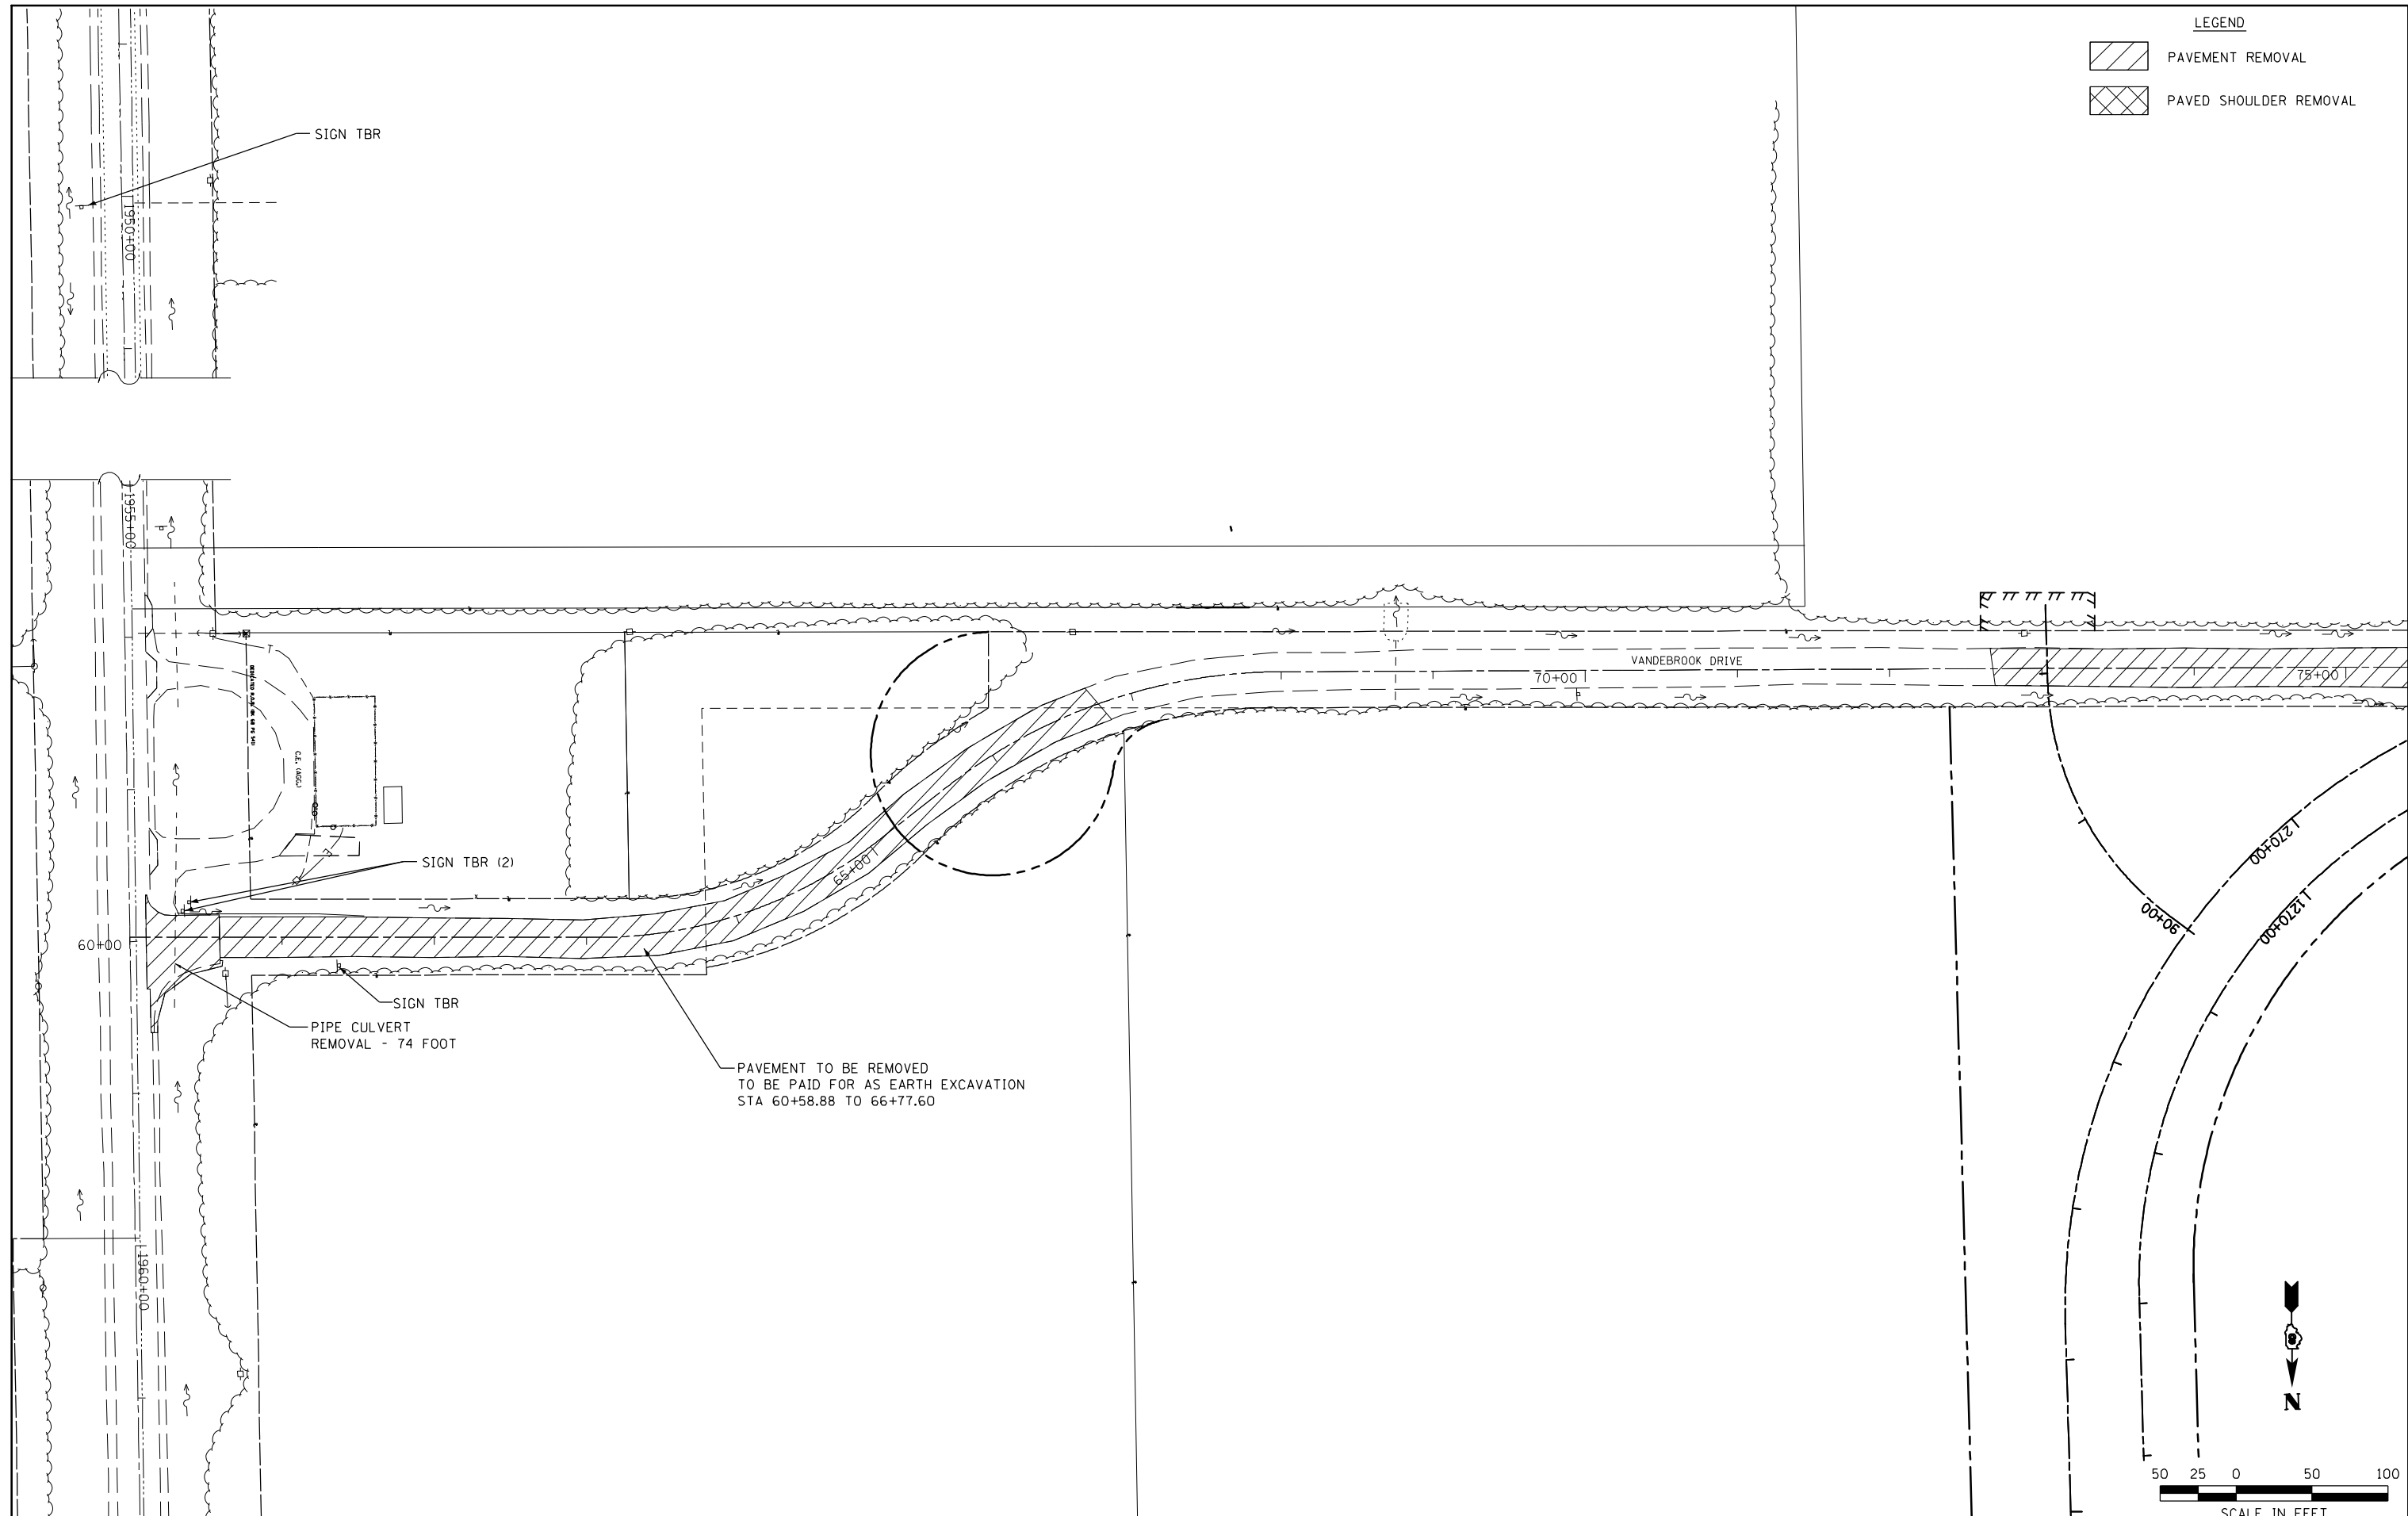 LEGEND
PAVEMENT REMOVAL
PAVED SHOULDER REMOVAL
SIGN TBR
1950+00
1955+00
VANDEBROOK DRIVE
70+00
75+00
C.E. (AGG.)
T
SIGN TBR (2)
65+00
60+00
SIGN TBR
PIPE CULVERT
REMOVAL - 74 FOOT
PAVEMENT TO BE REMOVED
TO BE PAID FOR AS EARTH EXCAVATION
STA 60+58.88 TO 66+77.60
1270+00
1270+00
90+00
1960+00
N
50 25 0 50 100
SCALE IN FEET